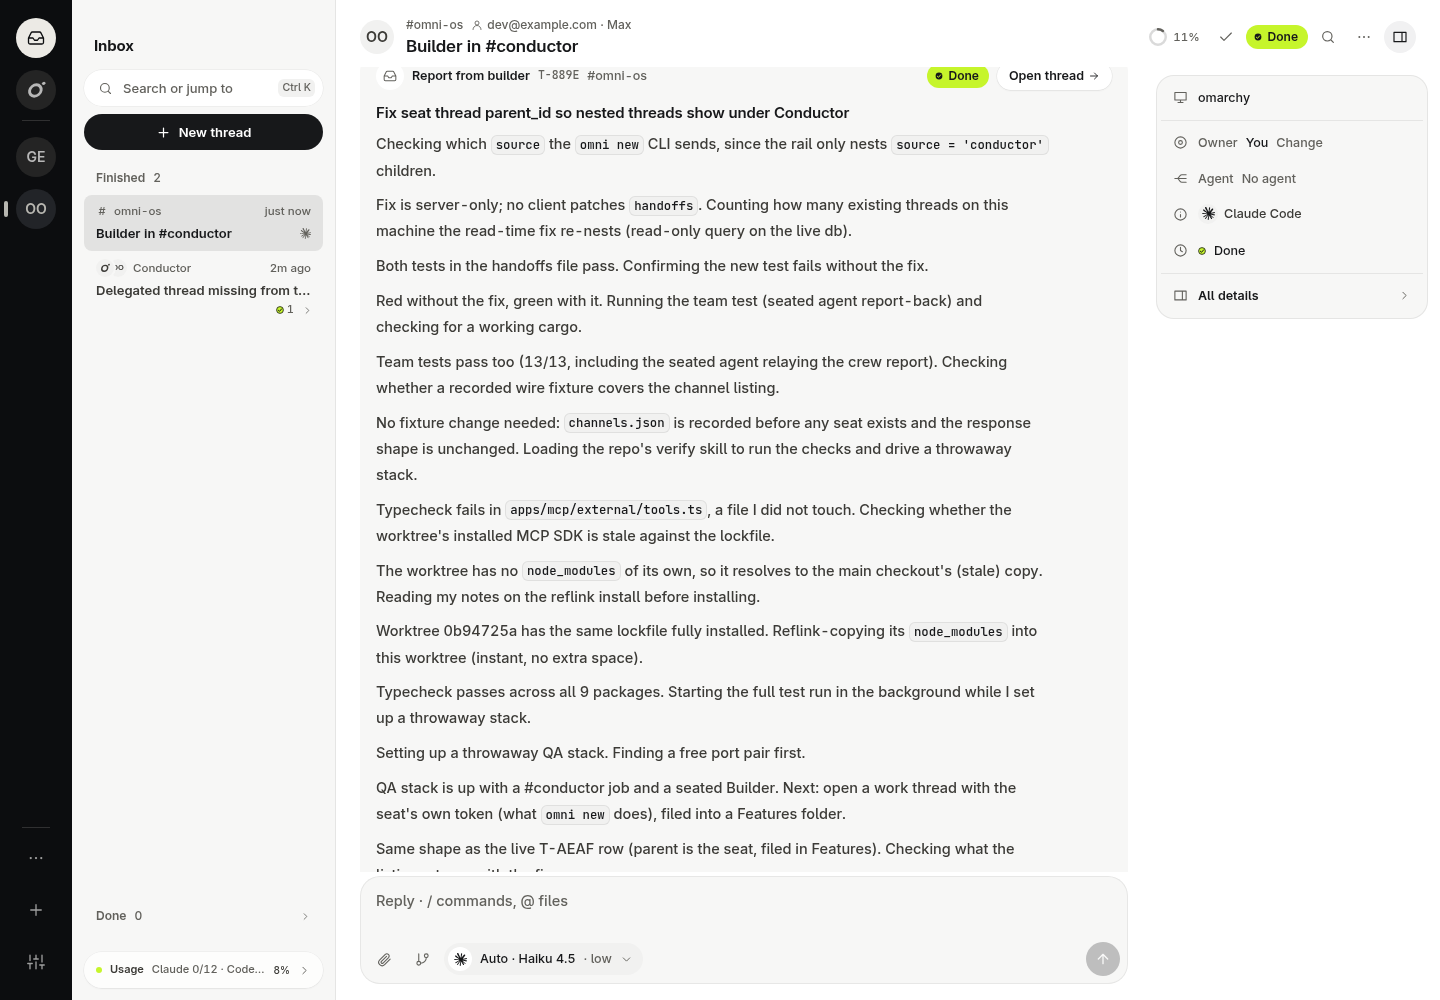 GE
OO
Inbox
Search or jump to
Ctrl K
New thread
Finished 2
# omni-os just now
Builder in #conductor
Conductor 2m ago
Delegated thread missing from t...
1
Done 0
Usage Claude 0/12 · Code... 8%
OO
#omni-os dev@example.com · Max
Builder in #conductor
11%
Done
Report from builder T-889E #omni-os
Done
Open thread →
Fix seat thread parent_id so nested threads show under Conductor
Checking which source the omni new CLI sends, since the rail only nests source = 'conductor'
children.
Fix is server-only; no client patches handoffs. Counting how many existing threads on this
machine the read-time fix re-nests (read-only query on the live db).
Both tests in the handoffs file pass. Confirming the new test fails without the fix.
Red without the fix, green with it. Running the team test (seated agent report-back) and
checking for a working cargo.
Team tests pass too (13/13, including the seated agent relaying the crew report). Checking
whether a recorded wire fixture covers the channel listing.
No fixture change needed: channels.json is recorded before any seat exists and the response
shape is unchanged. Loading the repo's verify skill to run the checks and drive a throwaway
stack.
Typecheck fails in apps/mcp/external/tools.ts, a file I did not touch. Checking whether the
worktree's installed MCP SDK is stale against the lockfile.
The worktree has no node_modules of its own, so it resolves to the main checkout's (stale) copy.
Reading my notes on the reflink install before installing.
Worktree 0b94725a has the same lockfile fully installed. Reflink-copying its node_modules into
this worktree (instant, no extra space).
Typecheck passes across all 9 packages. Starting the full test run in the background while I set
up a throwaway stack.
Setting up a throwaway QA stack. Finding a free port pair first.
QA stack is up with a #conductor job and a seated Builder. Next: open a work thread with the
seat's own token (what omni new does), filed into a Features folder.
Same shape as the live T-AEAF row (parent is the seat, filed in Features). Checking what the
Reply · / commands, @ files
Auto · Haiku 4.5 · low
omarchy
Owner You Change
Agent No agent
Claude Code
Done
All details